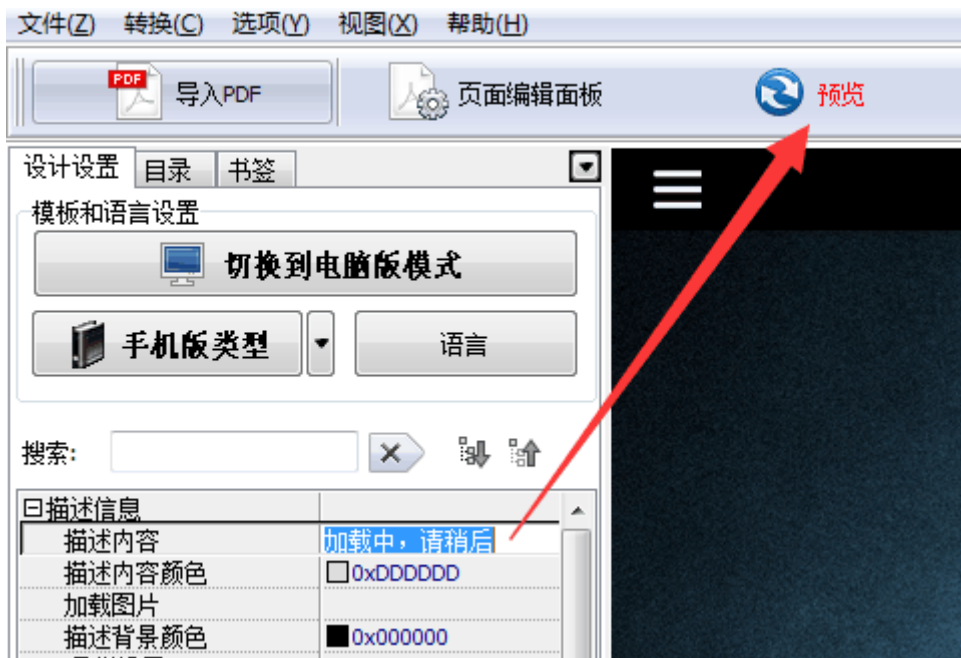 文件(Z) 转换(C) 选项(Y) 视图(X) 帮助(H)
PDF 导入PDF 页面编辑面板 预览
设计设置 目录 书签
模板和语言设置
切换到电脑版模式
手机版类型 语言
搜索:
描述信息
描述内容 加载中，请稍后
描述内容颜色 0xDDDDDD
加载图片
描述背景颜色 0x000000